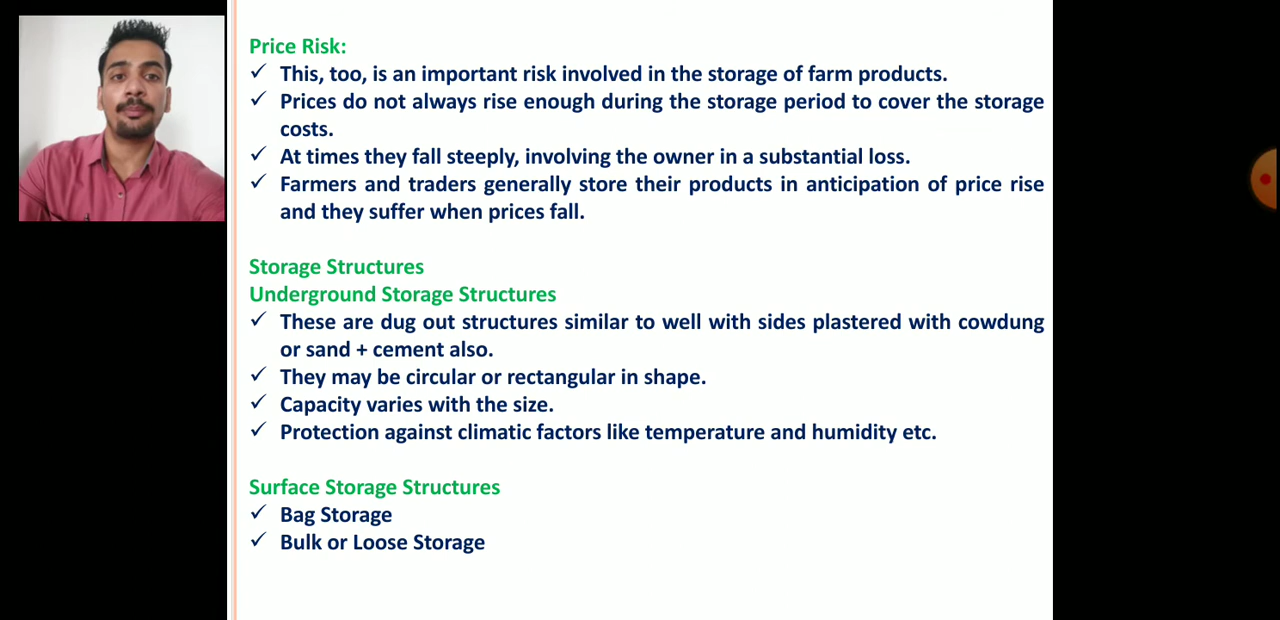 Price Risk:
✓ This, too, is an important risk involved in the storage of farm products.
✓ Prices do not always rise enough during the storage period to cover the storage
costs.
✓ At times they fall steeply, involving the owner in a substantial loss.
✓ Farmers and traders generally store their products in anticipation of price rise
and they suffer when prices fall.
Storage Structures
Underground Storage Structures
✓ These are dug out structures similar to well with sides plastered with cowdung
or sand + cement also.
✓ They may be circular or rectangular in shape.
✓ Capacity varies with the size.
✓ Protection against climatic factors like temperature and humidity etc.
Surface Storage Structures
✓ Bag Storage
✓ Bulk or Loose Storage